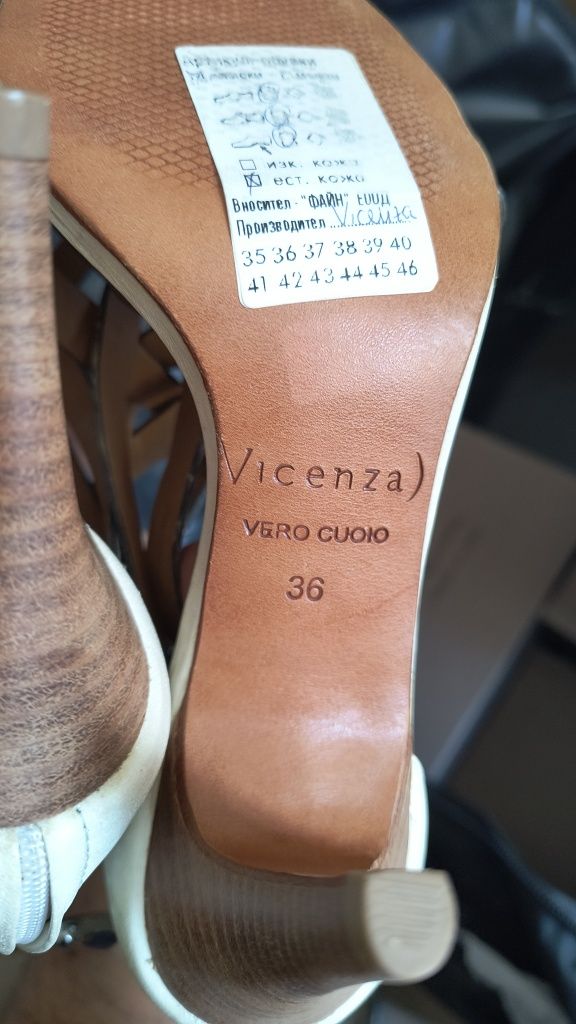 изк. кожа
ест. кожа
Вносител - "ФАЙН" ЕООД
Производител Vicenza
35 36 37 38 39 40
41 42 43 44 45 46
Vicenza)
VERO CUOIO
36